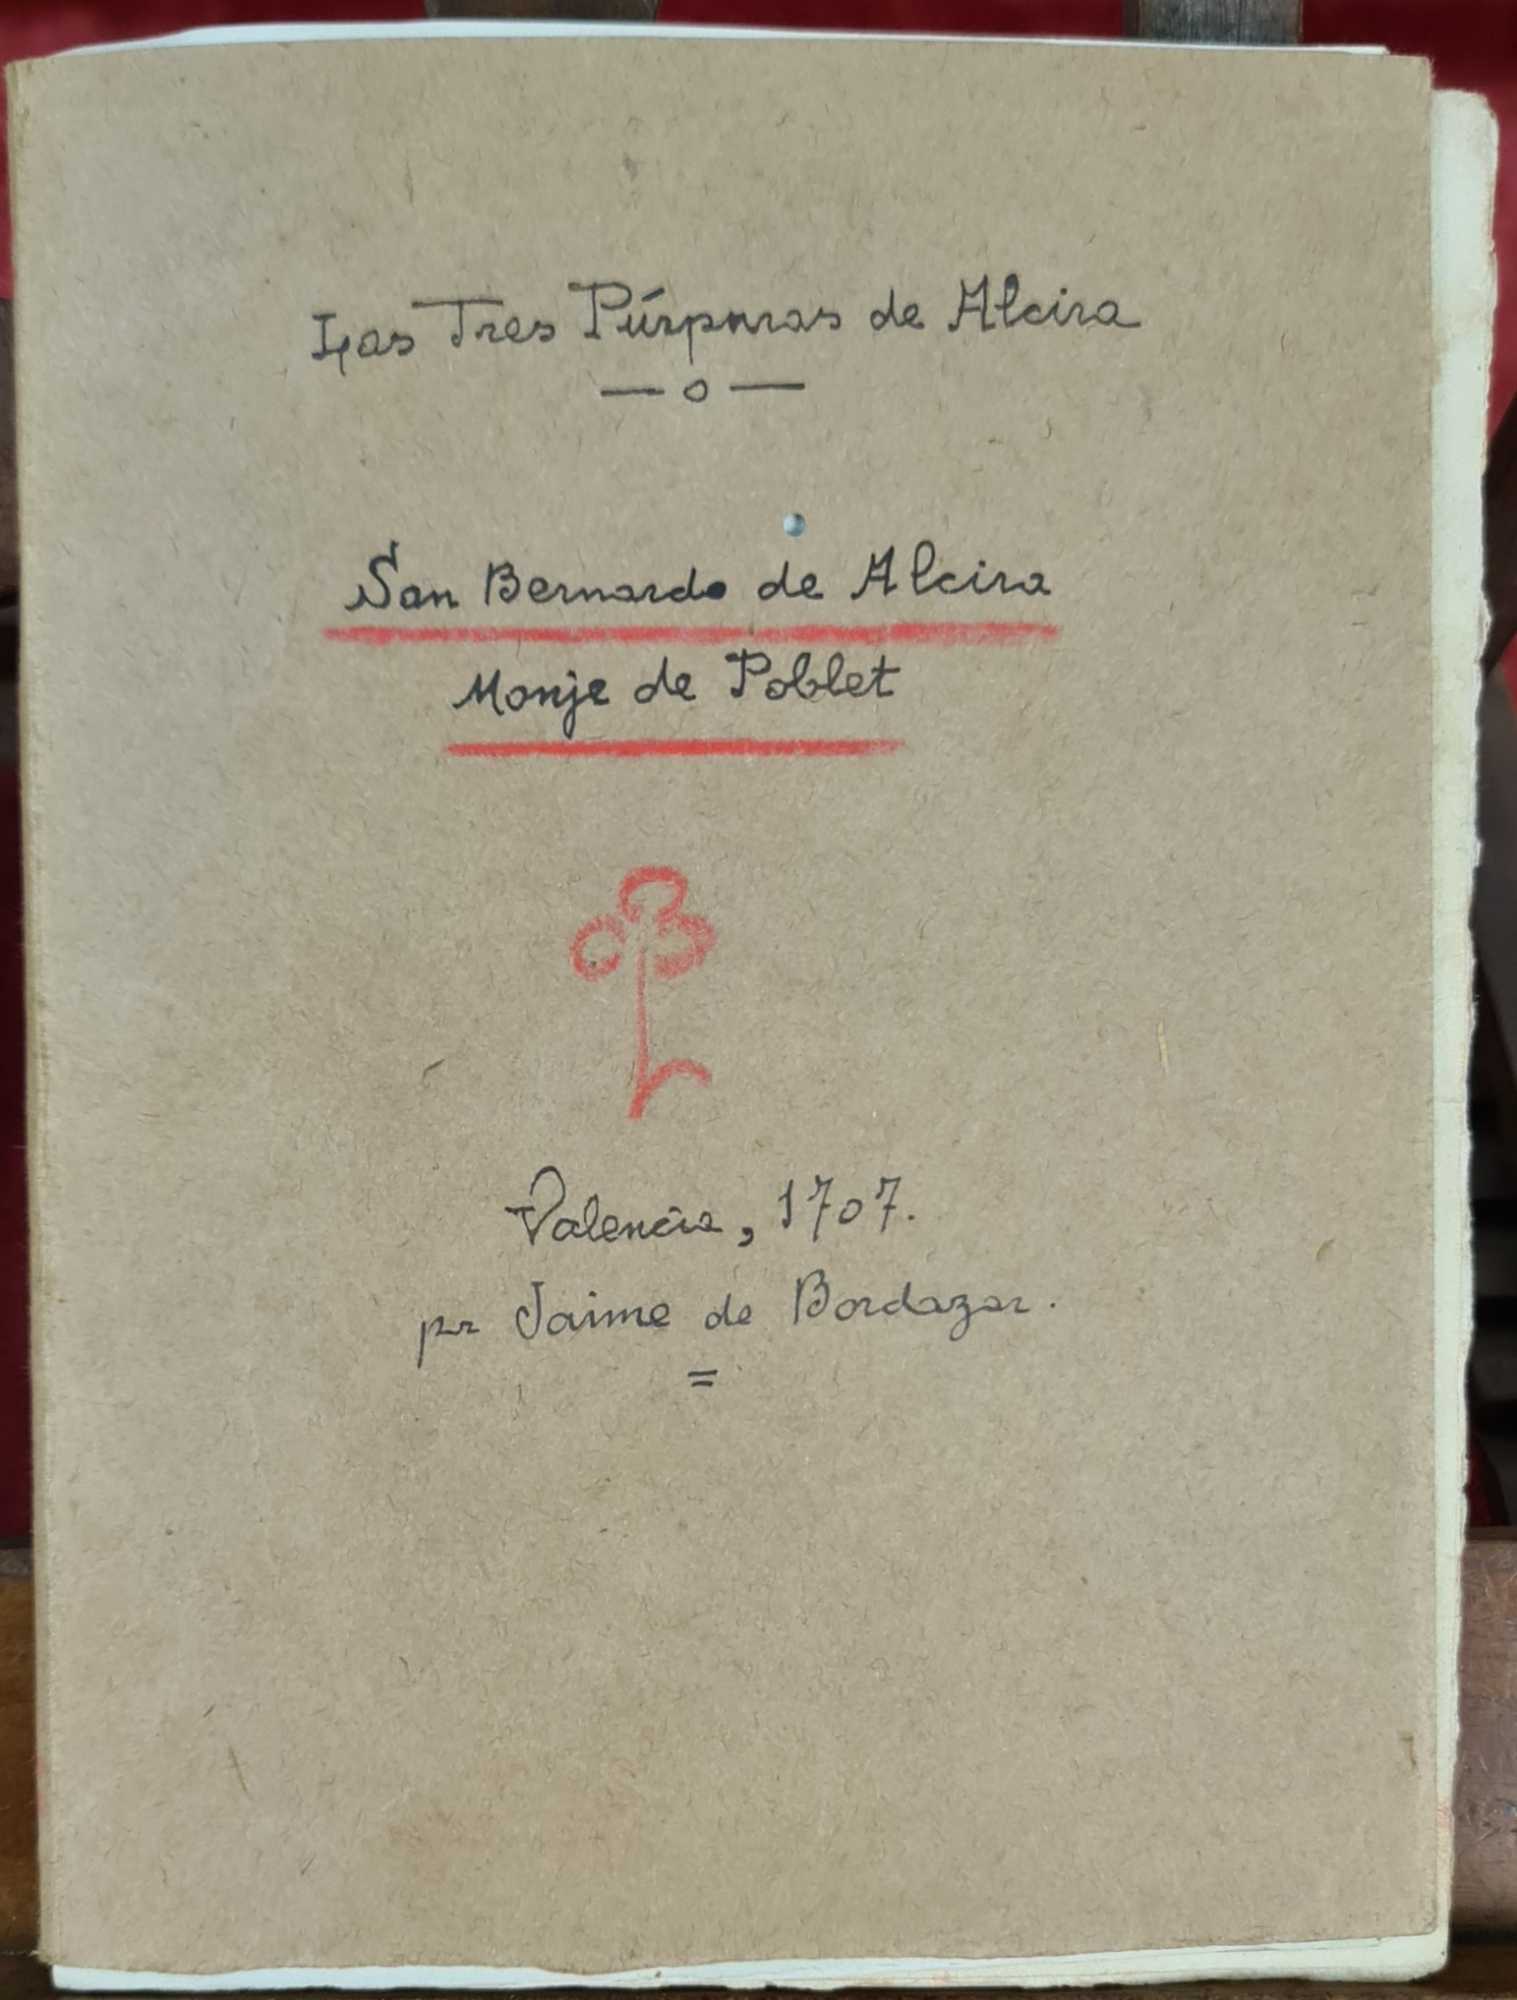 Las Tres Púrpuras de Alcira
— o —
San Bernardo de Alcira
Monje de Poblet
Valencia, 1707.
por Jaime de Bordazar.
=